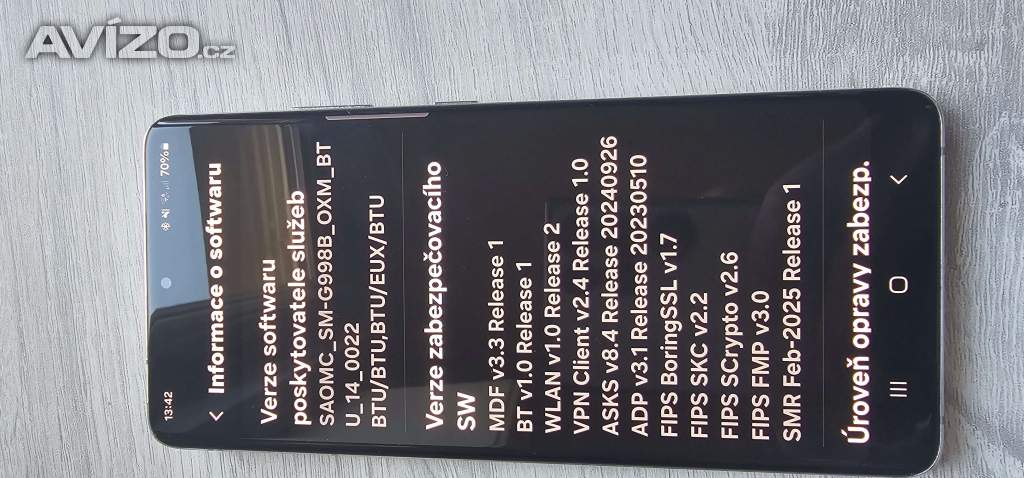 AVÍZO.cz
13:42
70%
Informace o softwaru
Verze softwaru
poskytovatele služeb
SAOMC_SM-G998B_OXM_BT
U_14_0022
BTU/BTU,BTU/EUX/BTU
Verze zabezpečovacího
SW
MDF v3.3 Release 1
BT v1.0 Release 1
WLAN v1.0 Release 2
VPN Client v2.4 Release 1.0
ASKS v8.4 Release 20240926
ADP v3.1 Release 20230510
FIPS BoringSSL v1.7
FIPS SKC v2.2
FIPS SCrypto v2.6
FIPS FMP v3.0
SMR Feb-2025 Release 1
Úroveň opravy zabezp.